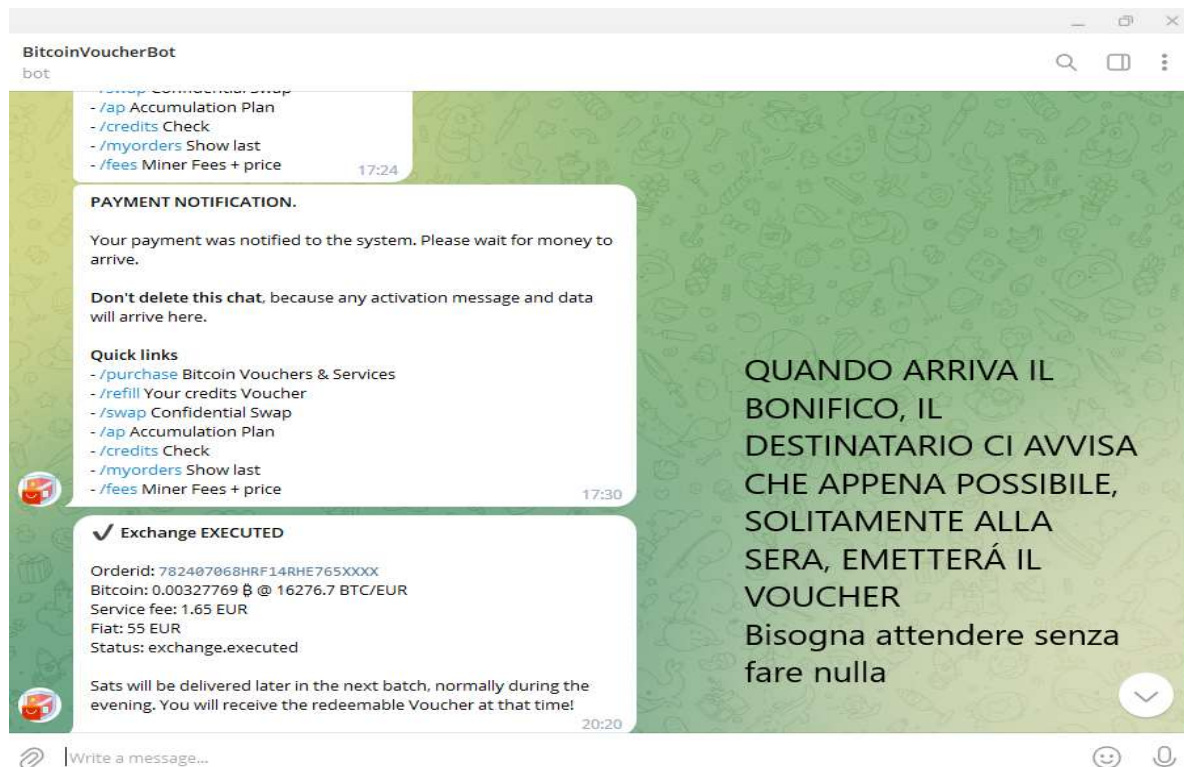 BitcoinVoucherBot
bot
- /swap Confidential Swap
- /ap Accumulation Plan
- /credits Check
- /myorders Show last
- /fees Miner Fees + price
17:24
PAYMENT NOTIFICATION.
Your payment was notified to the system. Please wait for money to
arrive.
Don't delete this chat, because any activation message and data
will arrive here.
Quick links
- /purchase Bitcoin Vouchers & Services
- /refill Your credits Voucher
- /swap Confidential Swap
- /ap Accumulation Plan
- /credits Check
- /myorders Show last
- /fees Miner Fees + price
17:30
✓ Exchange EXECUTED
Orderid: 782407068HRF14RHE765XXXX
Bitcoin: 0.00327769 ₿ @ 16276.7 BTC/EUR
Service fee: 1.65 EUR
Fiat: 55 EUR
Status: exchange.executed
Sats will be delivered later in the next batch, normally during the
evening. You will receive the redeemable Voucher at that time!
20:20
QUANDO ARRIVA IL
BONIFICO, IL
DESTINATARIO CI AVVISA
CHE APPENA POSSIBILE,
SOLITAMENTE ALLA
SERA, EMETTERÁ IL
VOUCHER
Bisogna attendere senza
fare nulla
Write a message...